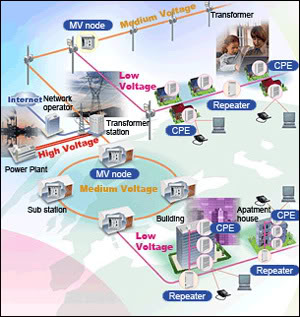 Medium Voltage
Transformer
MV node
CPE
Low
Voltage
Internet
Network
operator
Repeater
Transformer
station
CPE
High Voltage
Power Plant
MV node
Medium Voltage
Sub station
Building
Apatment
house
CPE
Low
Voltage
CPE
Repeater
Repeater